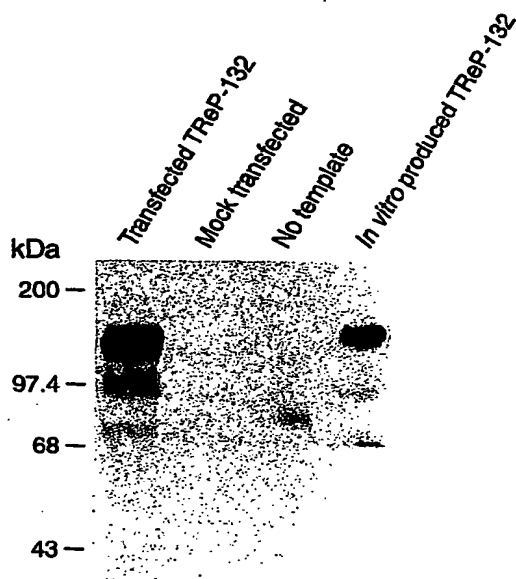 Transfected TReP-132
Mock transfected
No template
In vitro produced TReP-132
kDa
200
97.4
68
43